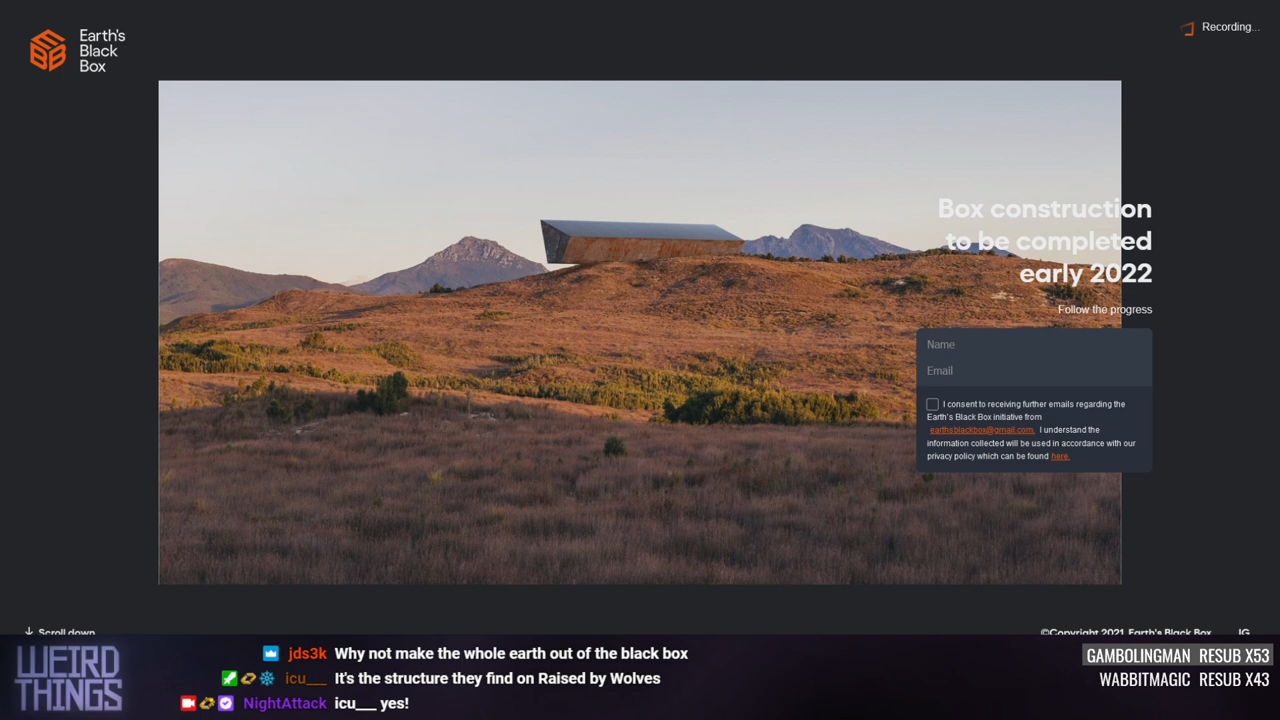 Earth's
Black
Box
Recording...
Box construction
to be completed
early 2022
Follow the progress
Name
Email
I consent to receiving further emails regarding the
Earth's Black Box initiative from
earthsblackbox@gmail.com. I understand the
information collected will be used in accordance with our
privacy policy which can be found here.
↓ Scroll down
©Copyright 2021 Earth's Black Box
IG
WEIRD
THINGS
jds3k Why not make the whole earth out of the black box
icu___ It's the structure they find on Raised by Wolves
NightAttack icu___ yes!
GAMBOLINGMAN RESUB X53
WABBITMAGIC RESUB X43